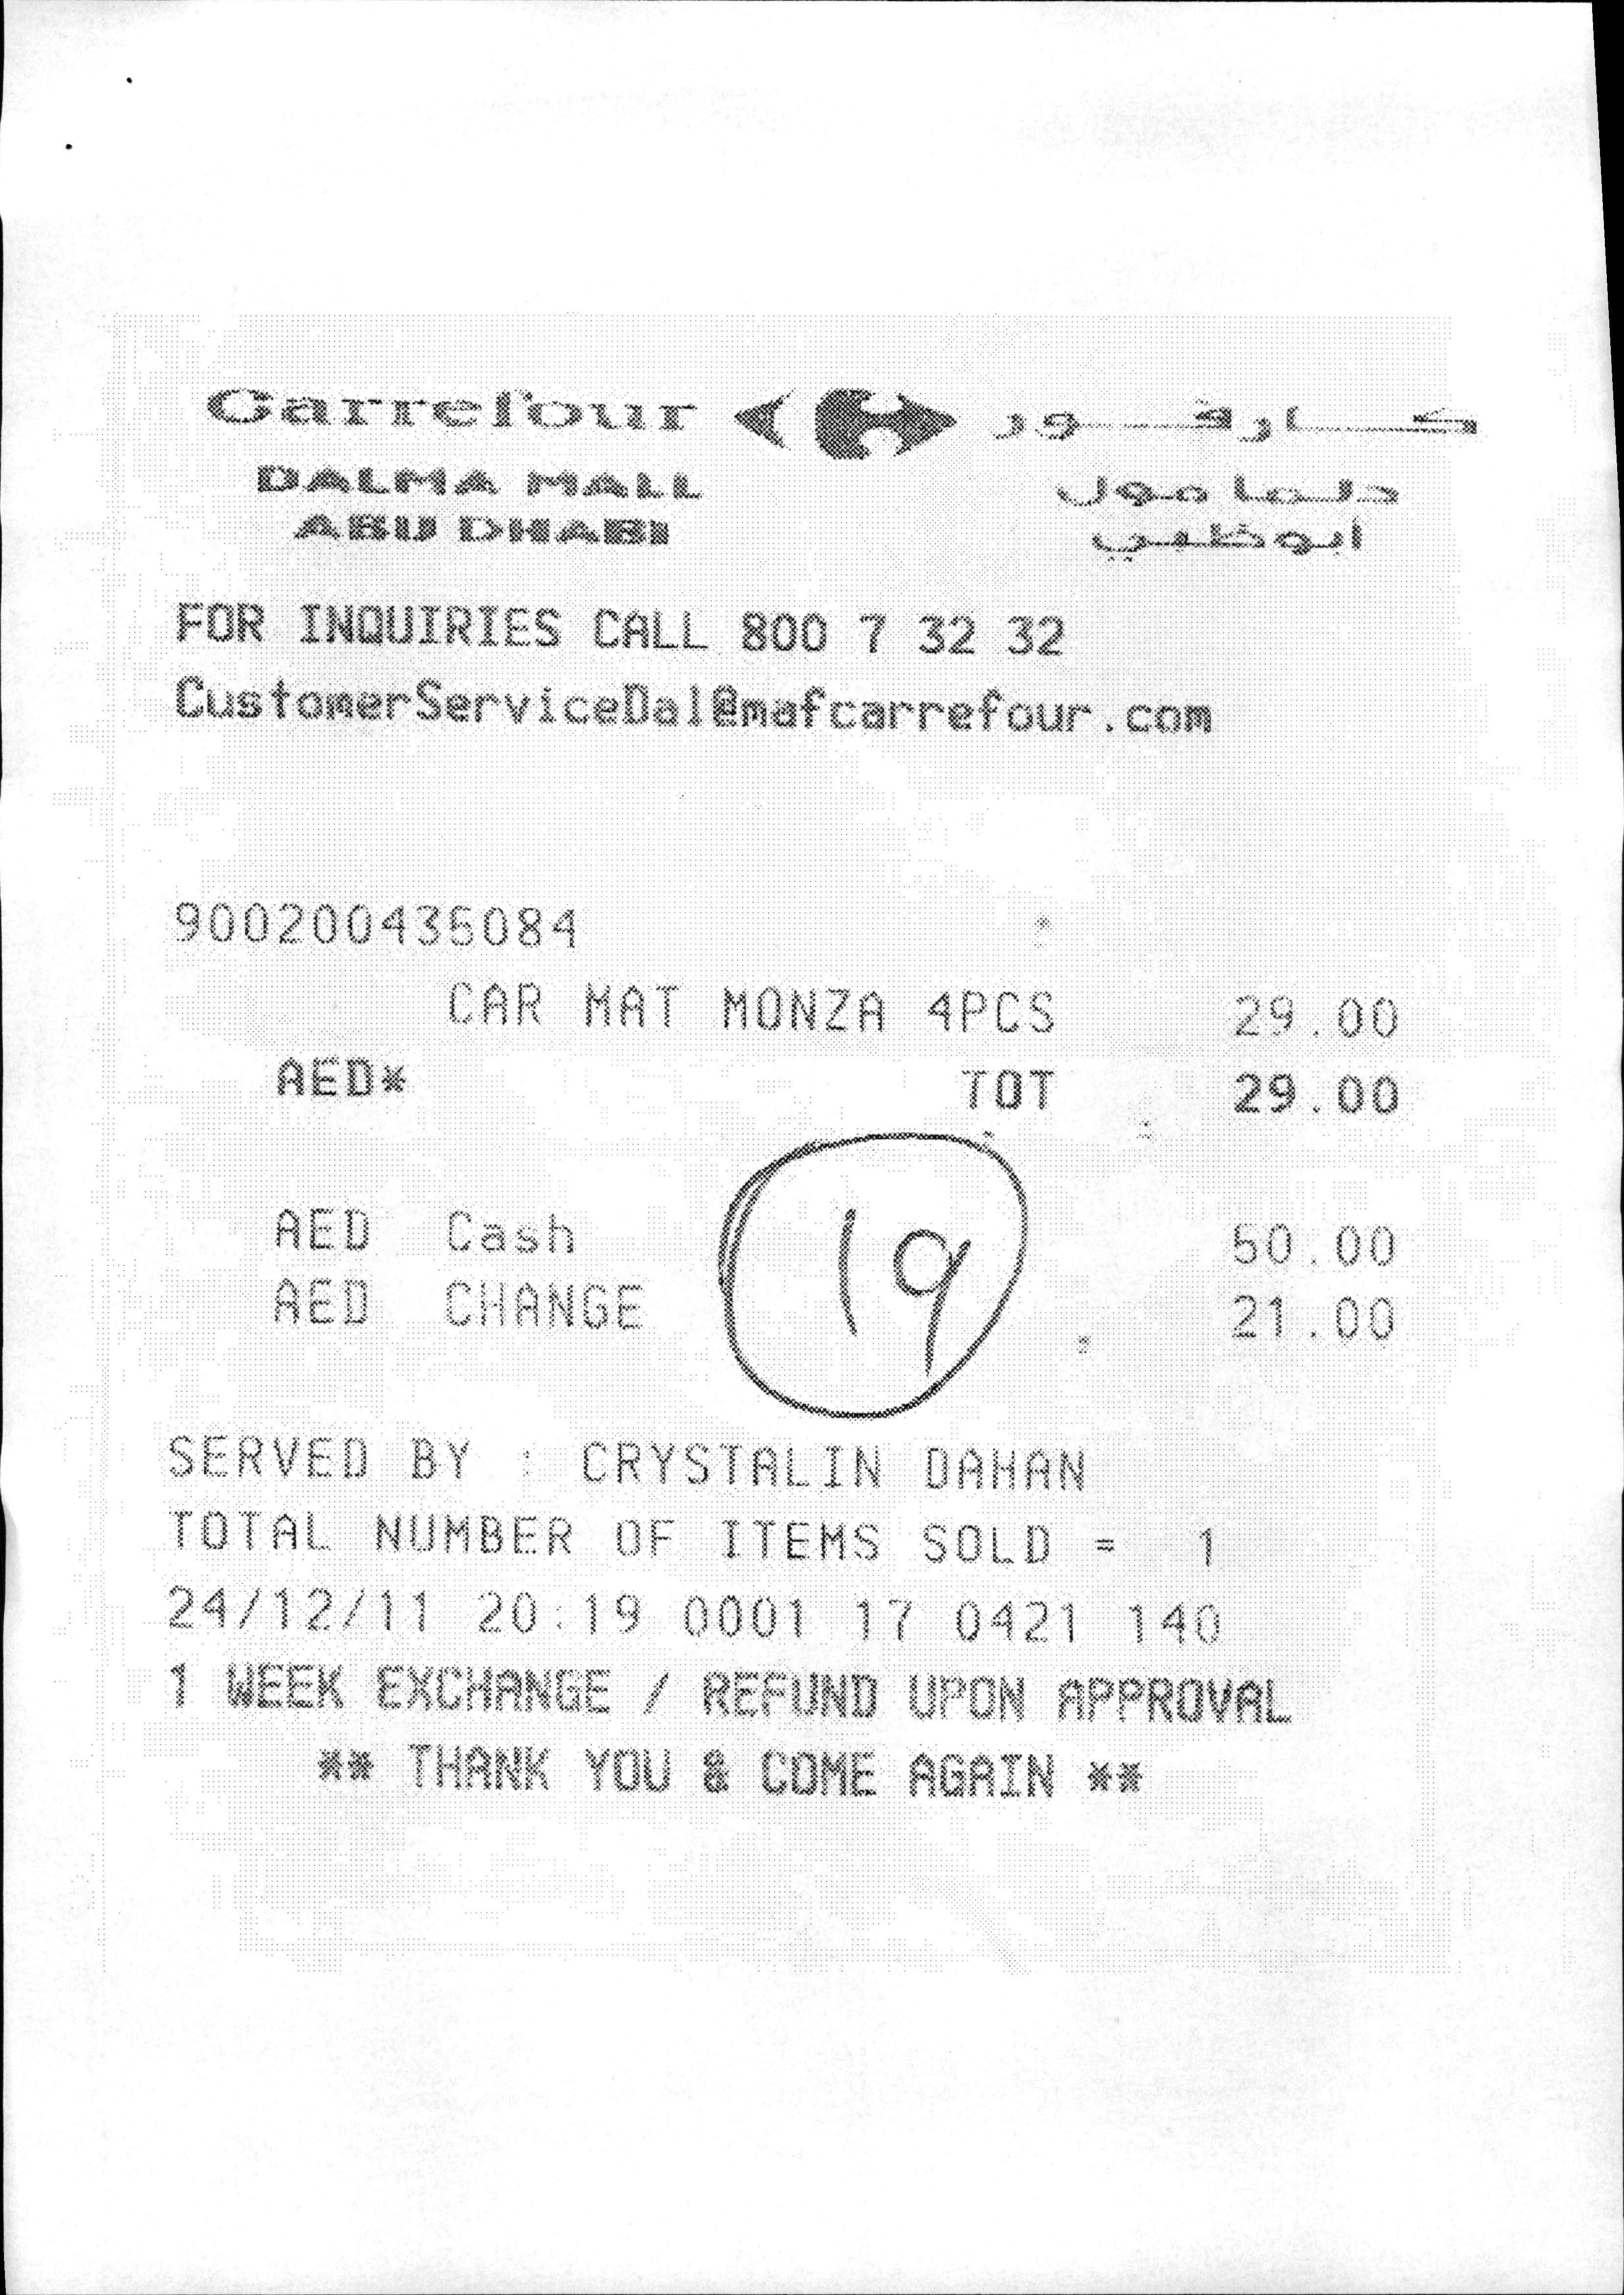 Carrefour كارفور
DALMA MALL دلما مول
ABU DHABI أبوظبي
FOR INQUIRIES CALL 800 7 32 32
CustomerServiceDal@mafcarrefour.com
900200435084
CAR MAT MONZA 4PCS 29.00
AED* TOT 29.00
19
AED Cash 50.00
AED CHANGE 21.00
SERVED BY : CRYSTALIN DAHAN
TOTAL NUMBER OF ITEMS SOLD = 1
24/12/11 20:19 0001 17 0421 140
1 WEEK EXCHANGE / REFUND UPON APPROVAL
** THANK YOU & COME AGAIN **